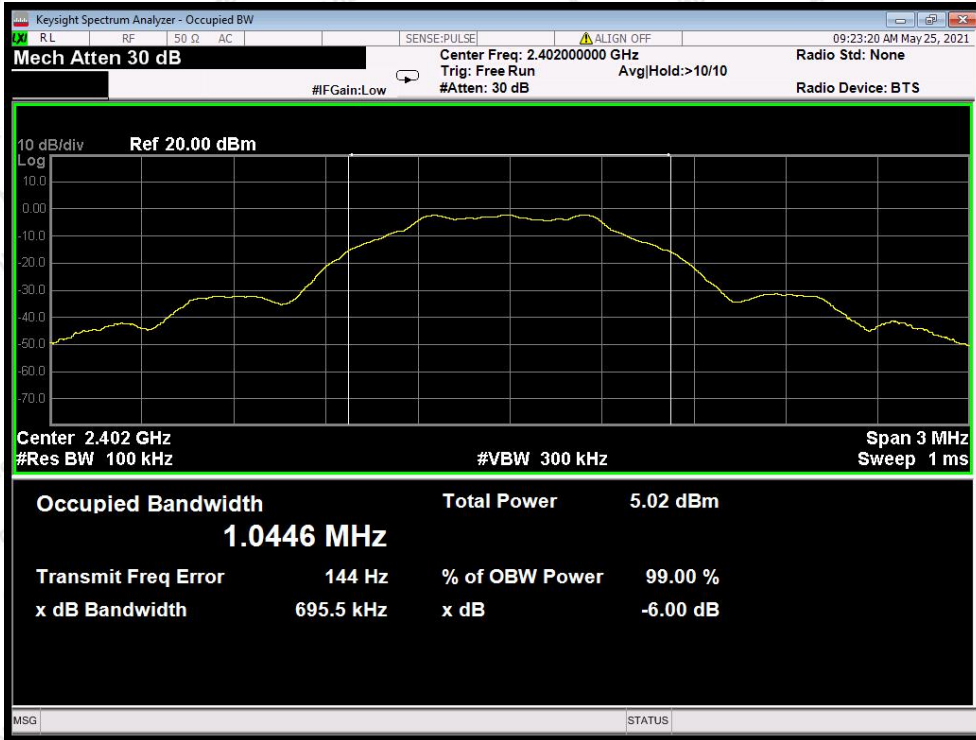 Keysight Spectrum Analyzer - Occupied BW
LXI RL RF 50 Ω AC SENSE:PULSE ALIGN OFF 09:23:20 AM May 25, 2021
Mech Atten 30 dB Center Freq: 2.402000000 GHz Radio Std: None
Trig: Free Run Avg|Hold:>10/10
#IFGain:Low #Atten: 30 dB Radio Device: BTS
10 dB/div Ref 20.00 dBm
Log
10.0
0.00
-10.0
-20.0
-30.0
-40.0
-50.0
-60.0
-70.0
Center 2.402 GHz Span 3 MHz
#Res BW 100 kHz #VBW 300 kHz Sweep 1 ms
Occupied Bandwidth Total Power 5.02 dBm
1.0446 MHz
Transmit Freq Error 144 Hz % of OBW Power 99.00 %
x dB Bandwidth 695.5 kHz x dB -6.00 dB
MSG STATUS